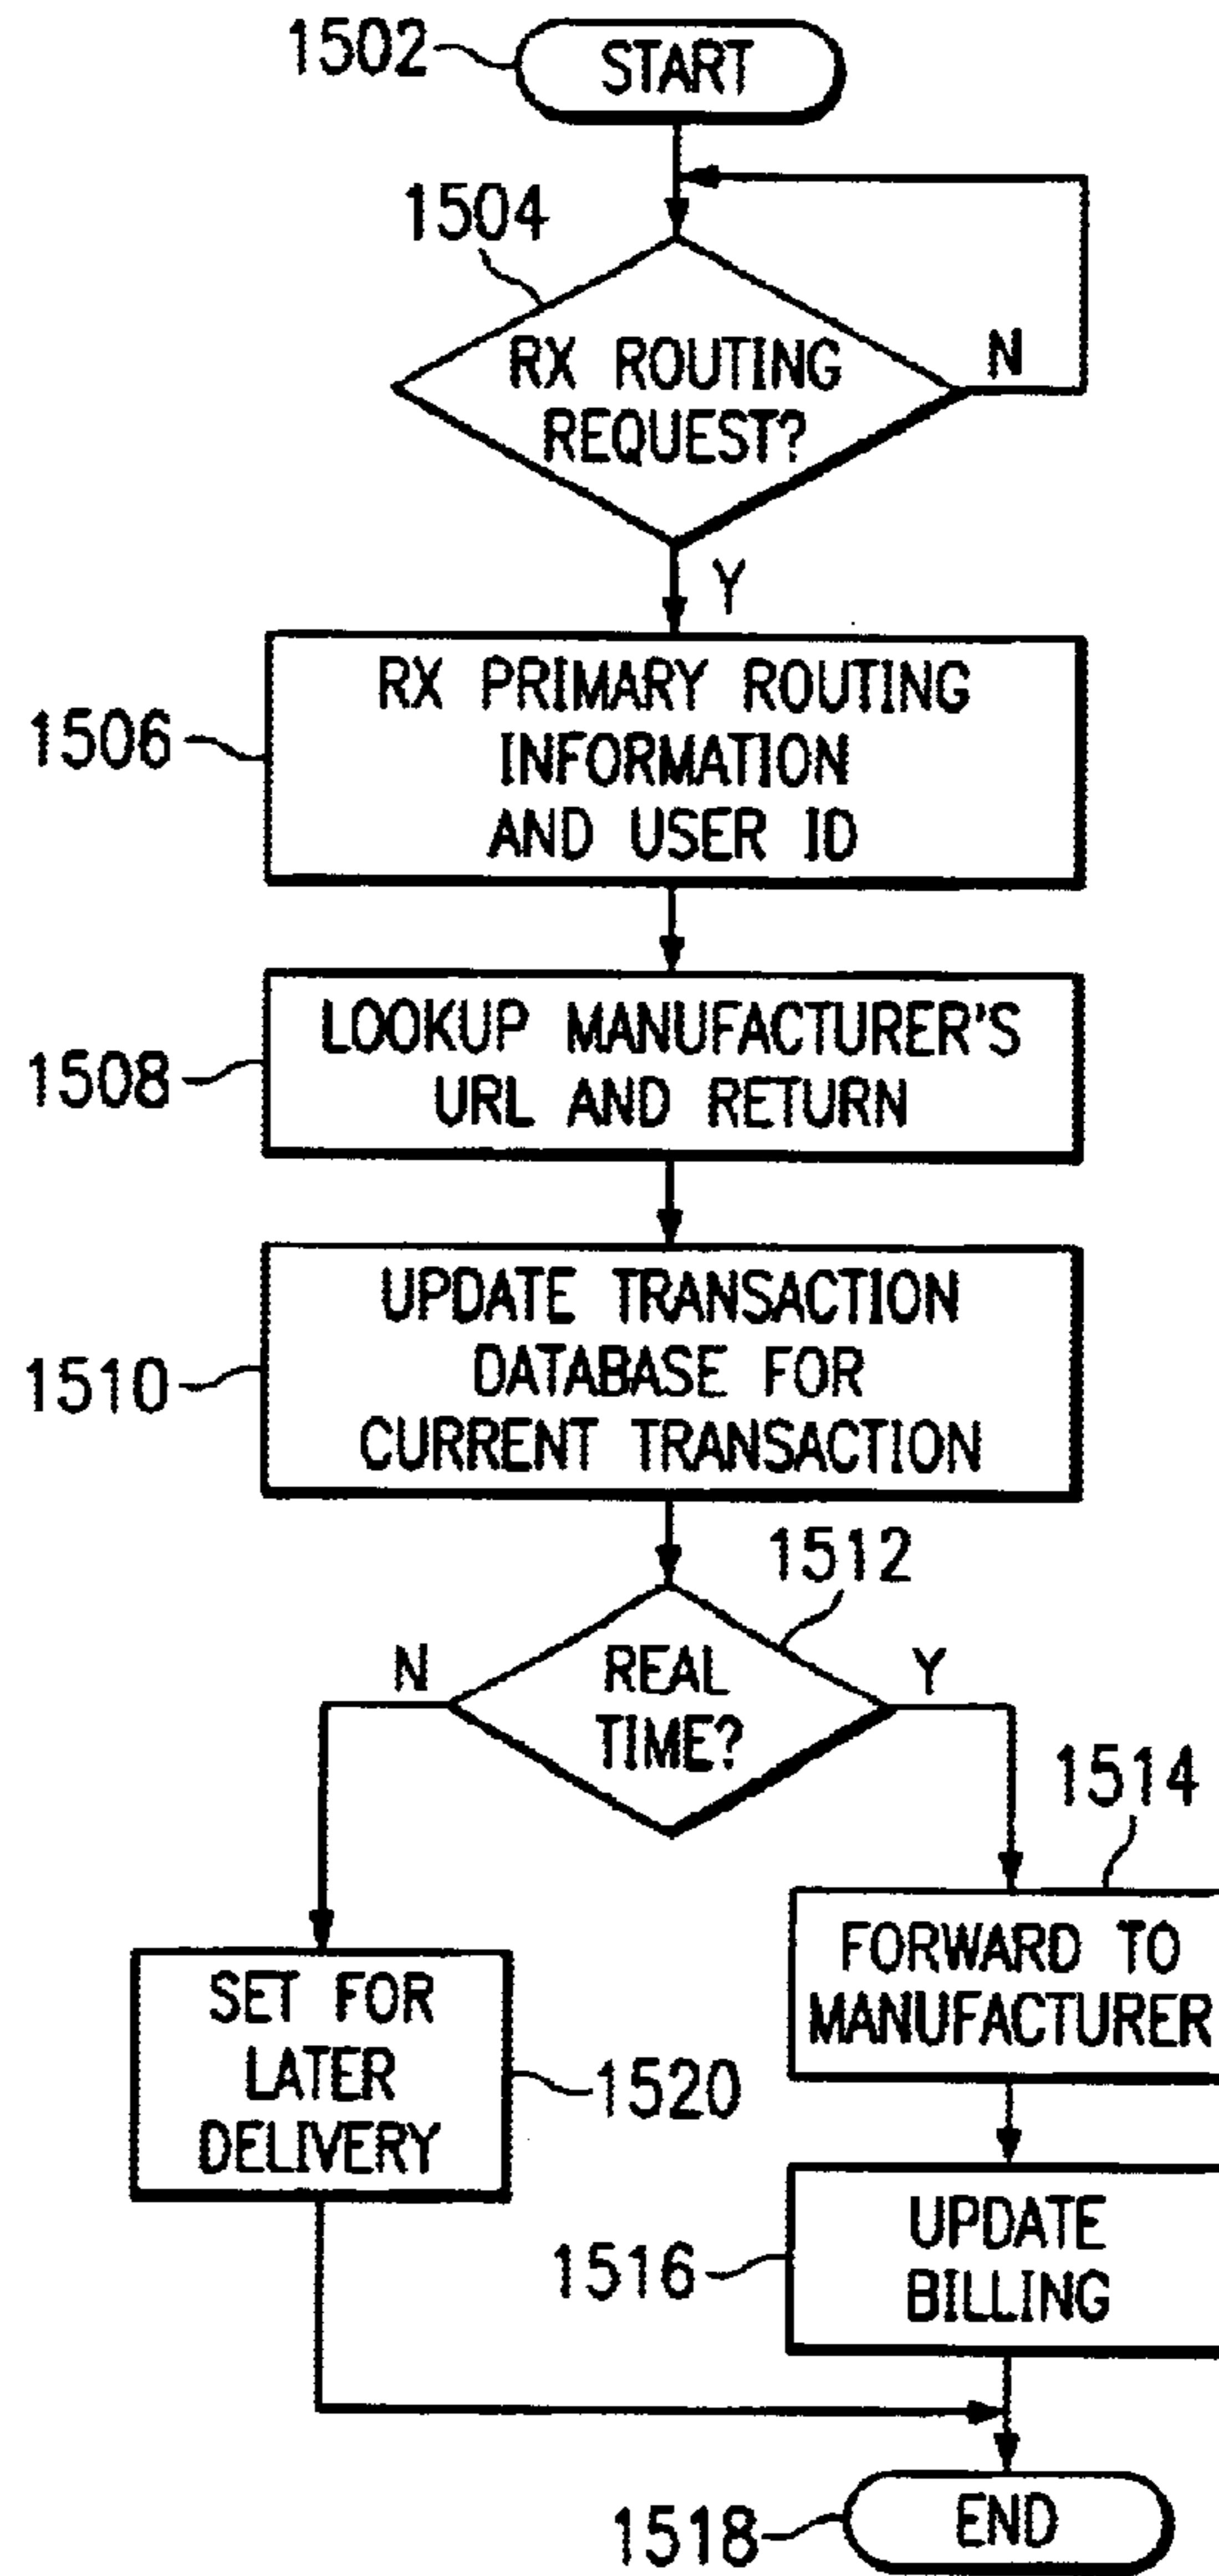 1502
START
1504
RX ROUTING
REQUEST?
N
Y
1506
RX PRIMARY ROUTING
INFORMATION
AND USER ID
1508
LOOKUP MANUFACTURER'S
URL AND RETURN
1510
UPDATE TRANSACTION
DATABASE FOR
CURRENT TRANSACTION
1512
N
REAL
TIME?
Y
1514
FORWARD TO
MANUFACTURER
SET FOR
LATER
DELIVERY
1520
1516
UPDATE
BILLING
1518
END